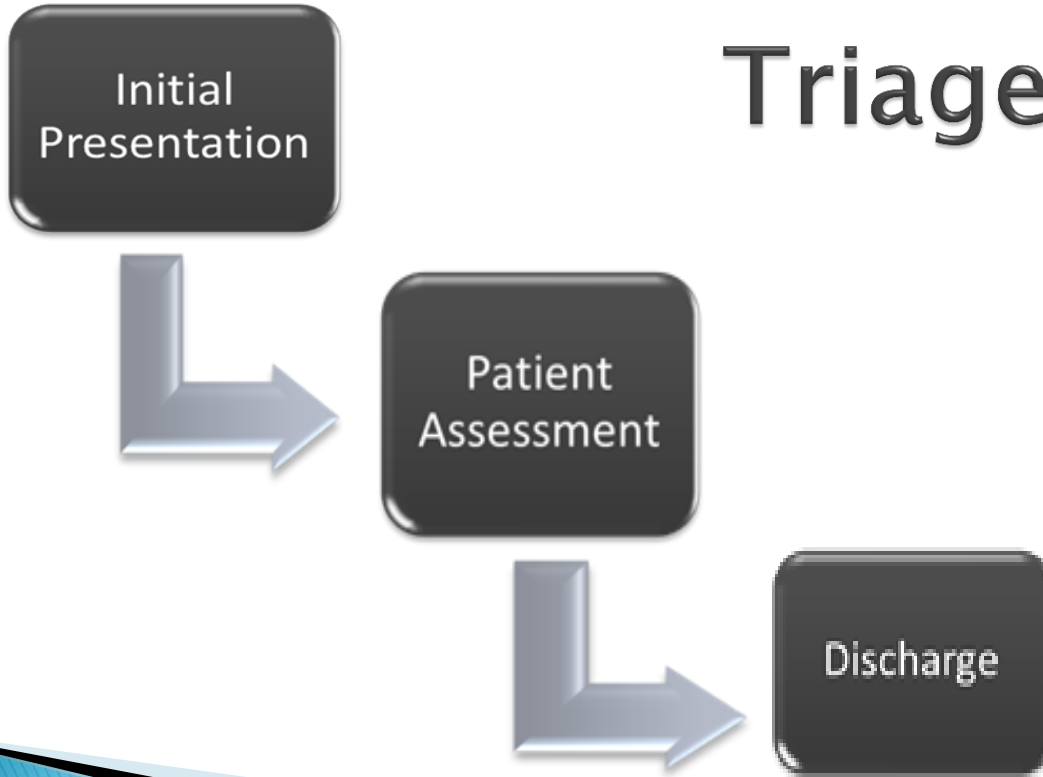 Triage
Initial
Presentation
Patient
Assessment
Discharge